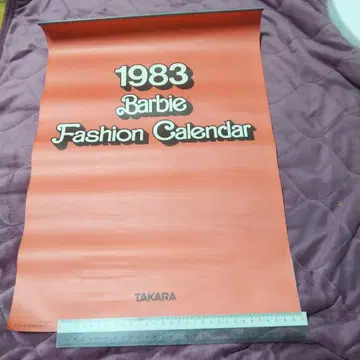 1983
Barbie
Fashion Calendar
TAKARA